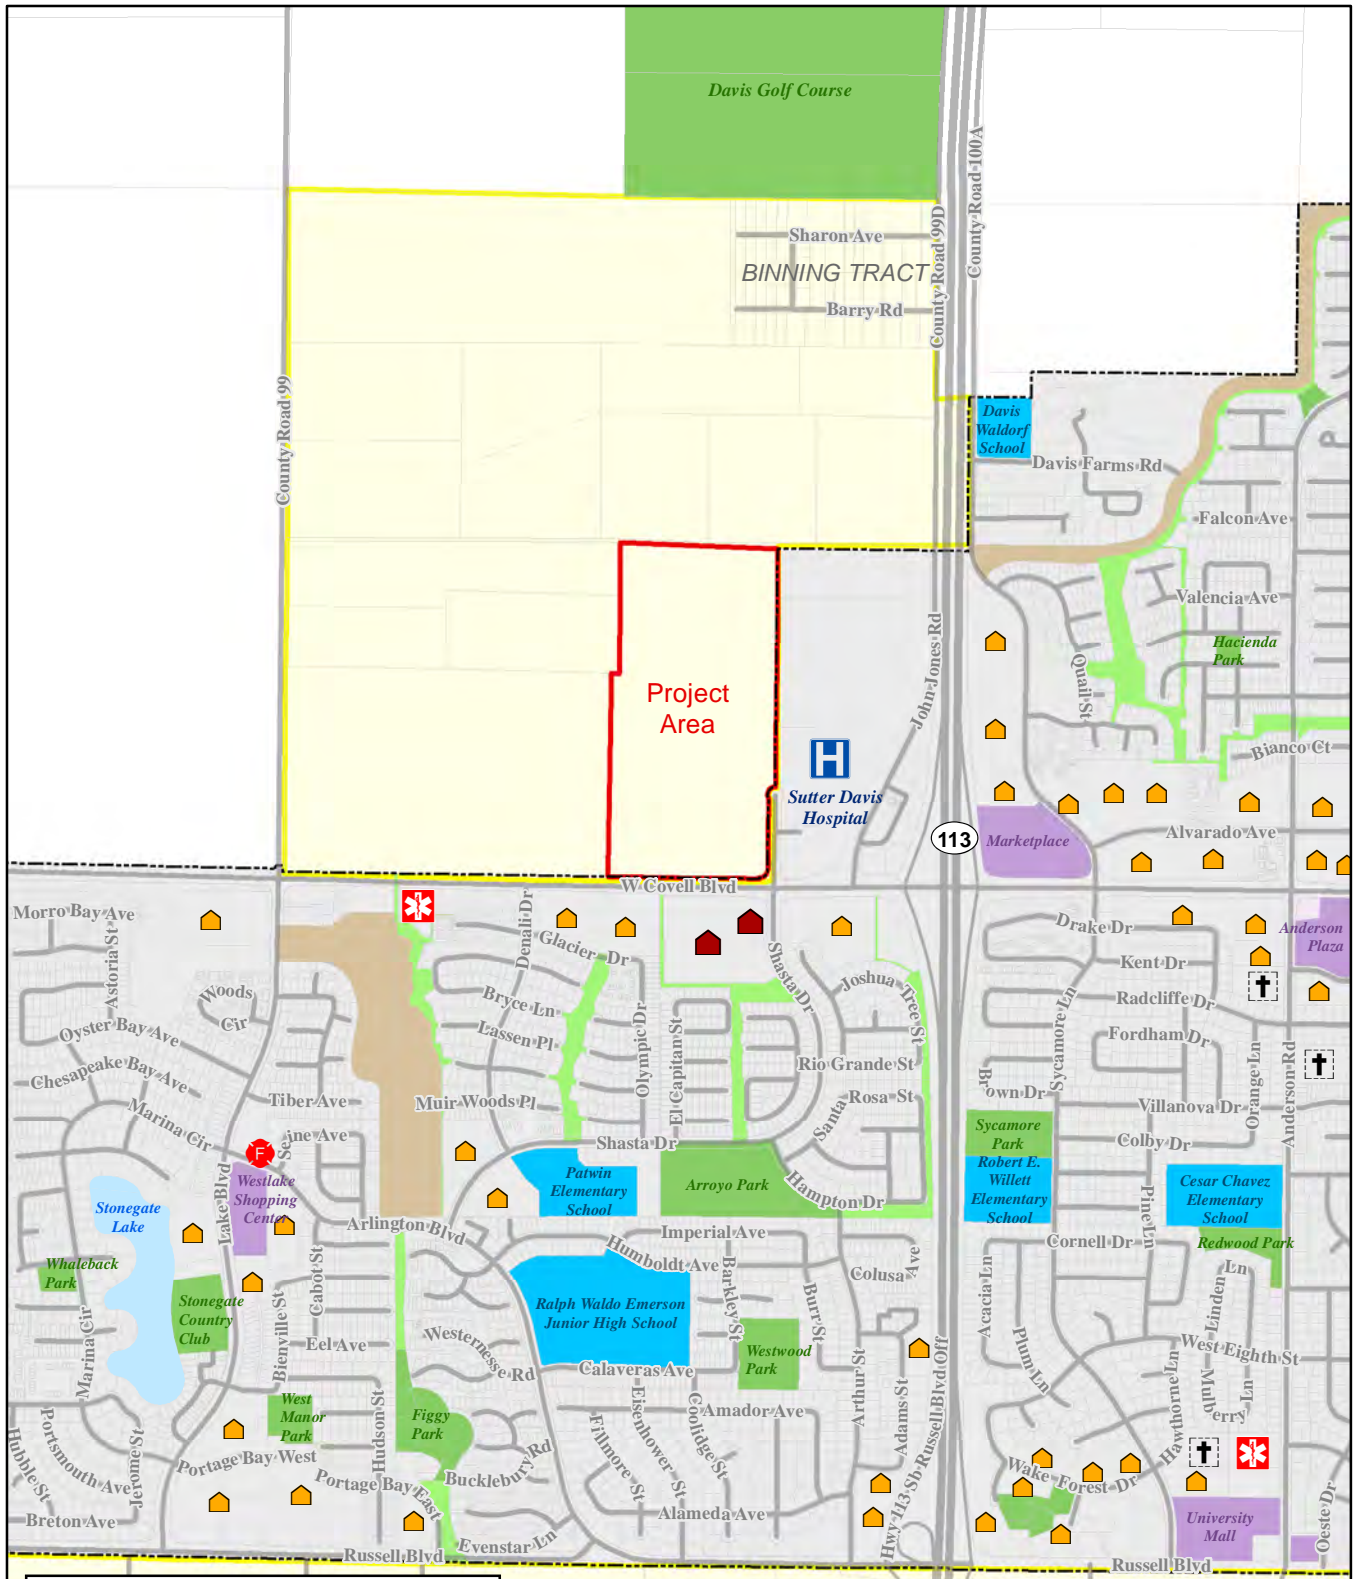 Davis Golf Course
County Road 100A
County Road 99D
Sharon Ave
BINNING TRACT
Barry Rd
County Road 99
Davis
Waldorf
School
Davis Farms Rd
Falcon Ave
Valencia Ave
Hacienda
Park
Quail St
Bianco Ct
John Jones Rd
Project
Area
H
Sutter Davis
Hospital
113
Marketplace
Alvarado Ave
W Covell Blvd
Morro Bay Ave
Astoria St
Woods
Cir
Oyster Bay Ave
Chesapeake Bay Ave
Marina Cir
Tiber Ave
Seine Ave
F
Denali Dr
Glacier Dr
Bryce Ln
Lassen Pl
Olympic Dr
El Capitan St
Muir Woods Pl
Shasta Dr
Shasta Dr
Joshua Tree St
Rio Grande St
Santa Rosa St
Hampton Dr
Drake Dr
Kent Dr
Radcliffe Dr
Fordham Dr
Sycamore Ln
Brown Dr
Villanova Dr
Colby Dr
Orange Ln
Anderson Rd
Anderson
Plaza
Sycamore
Park
Robert E.
Willett
Elementary
School
Cesar Chavez
Elementary
School
Redwood Park
Pine Ln
Cornell Dr
Westlake
Shopping
Center
Lake Blvd
Stonegate
Lake
Whaleback
Park
Stonegate
Country
Club
Marina Cir
Arlington Blvd
Cabot St
Bienville St
Eel Ave
Patwin
Elementary
School
Arroyo Park
Imperial Ave
Humboldt Ave
Barkley St
Burr St
Colusa Ave
Ralph Waldo Emerson
Junior High School
Westernesse Rd
Calaveras Ave
Westwood
Park
Arthur St
Adams St
Hwy 113 Sb Russell Blvd Off
Acacia Ln
Plum Ln
Linden Ln
West Eighth St
Mulberry Ln
Hawthorne Ln
West
Manor
Park
Hudson St
Figgy
Park
Amador Ave
Eisenhower St
Fillmore St
Coolidge St
Alameda Ave
Hubble St
Portsmouth Ave
Jerome St
Breton Ave
Portage Bay West
Portage Bay East
Bucklebury Rd
Evenstar Ln
Wake Forest Dr
University
Mall
Oeste Dr
Russell Blvd
Russell Blvd